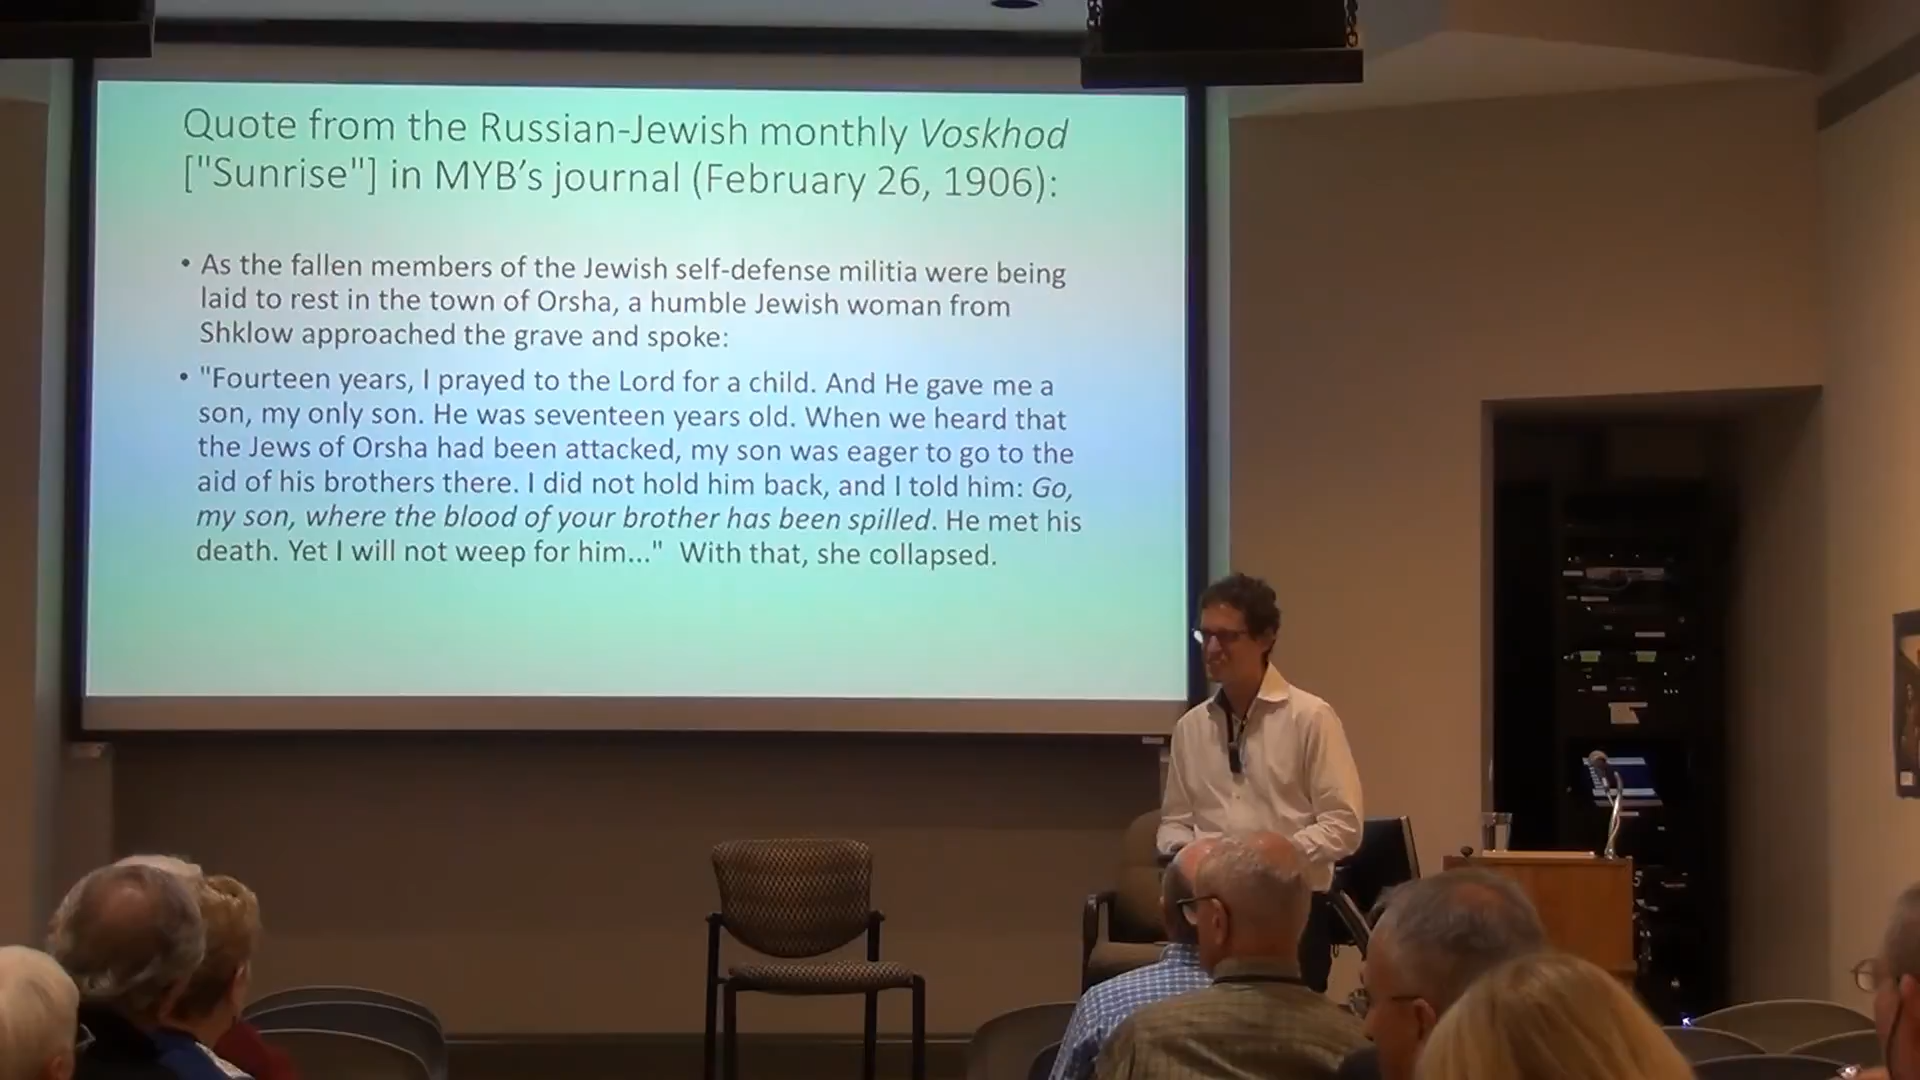 Quote from the Russian-Jewish monthly Voskhod
["Sunrise"] in MYB’s journal (February 26, 1906):
• As the fallen members of the Jewish self-defense militia were being
laid to rest in the town of Orsha, a humble Jewish woman from
Shklow approached the grave and spoke:
• "Fourteen years, I prayed to the Lord for a child. And He gave me a
son, my only son. He was seventeen years old. When we heard that
the Jews of Orsha had been attacked, my son was eager to go to the
aid of his brothers there. I did not hold him back, and I told him: Go,
my son, where the blood of your brother has been spilled. He met his
death. Yet I will not weep for him..."  With that, she collapsed.